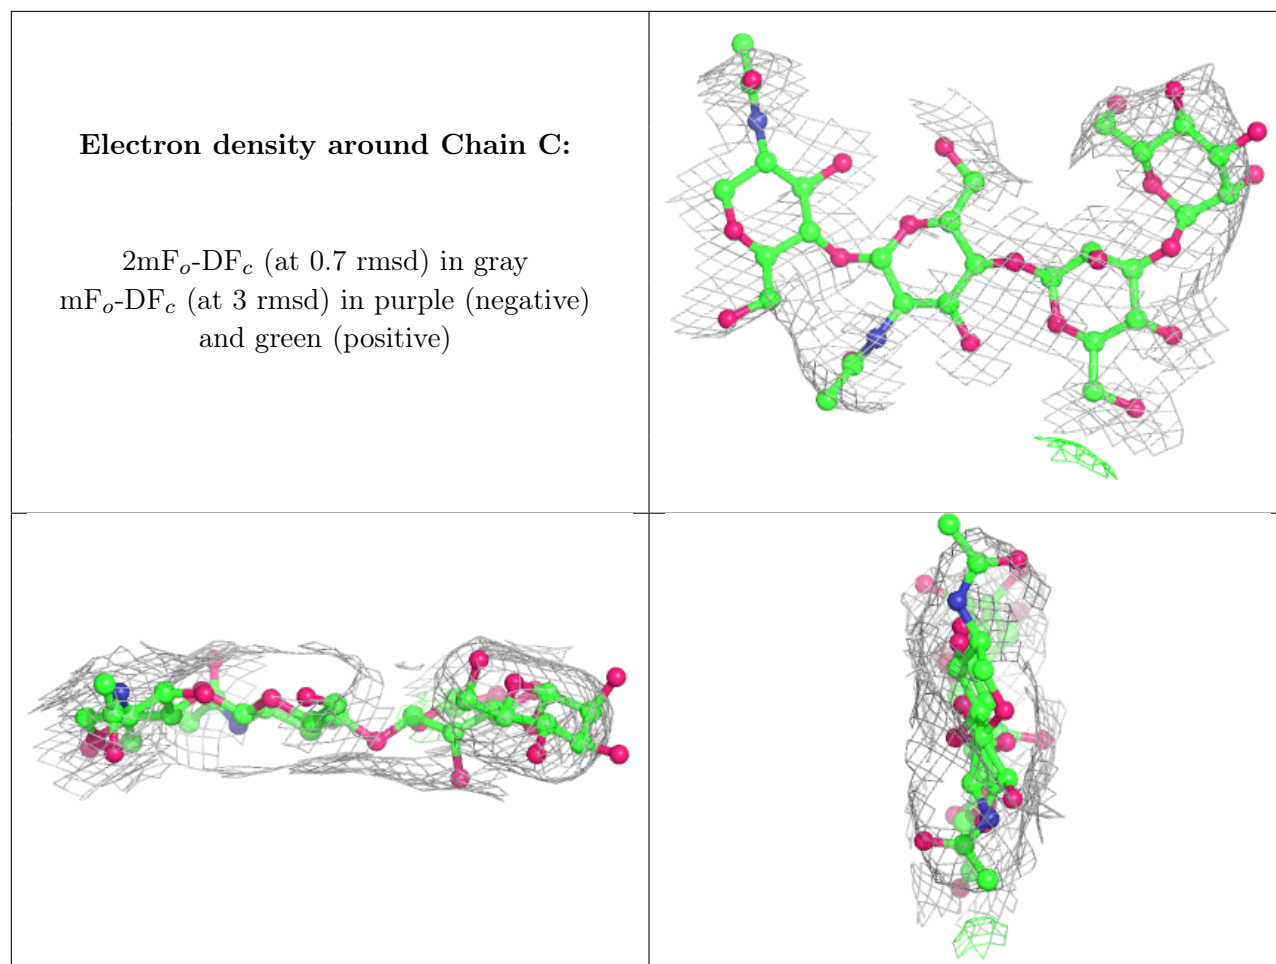 Electron density around Chain C:
2mFo-DFc (at 0.7 rmsd) in gray
mFo-DFc (at 3 rmsd) in purple (negative)
and green (positive)